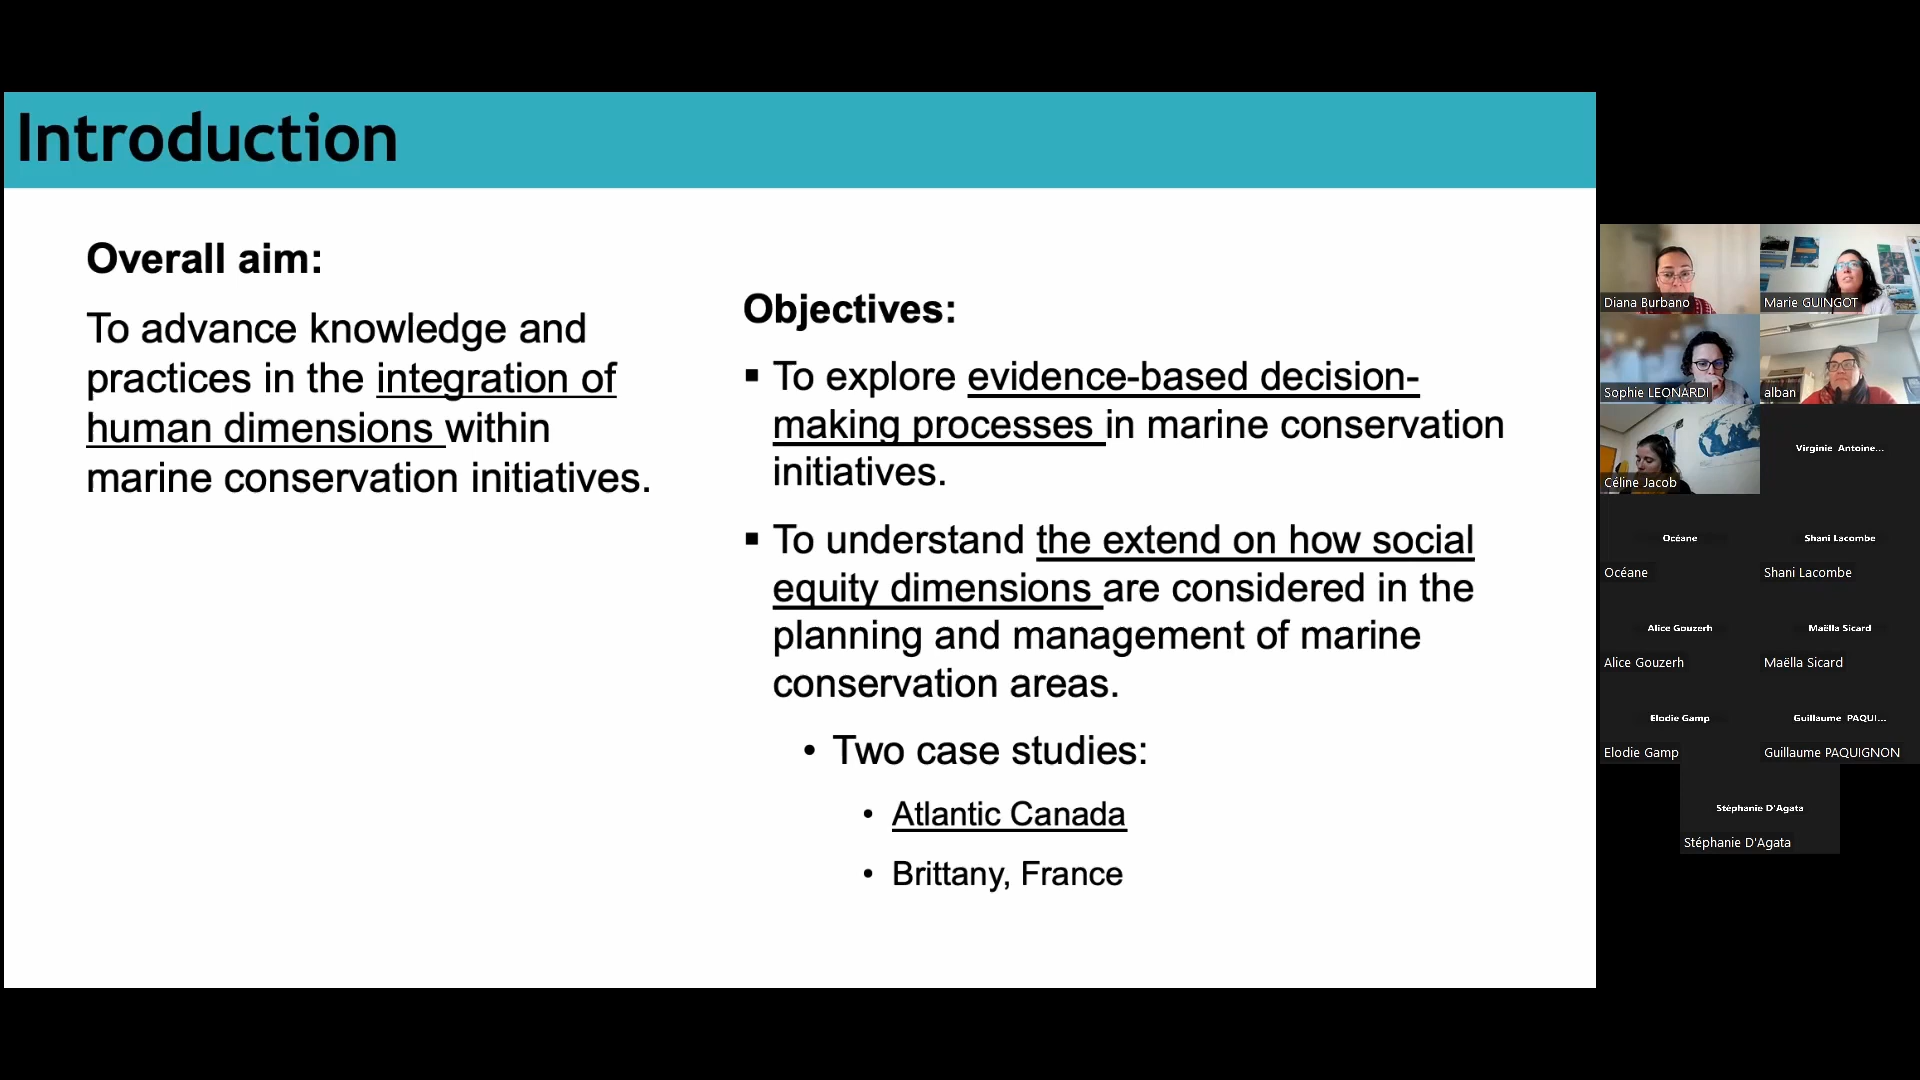 Introduction
Overall aim:
To advance knowledge and
practices in the integration of
human dimensions within
marine conservation initiatives.
Objectives:
▪ To explore evidence-based decision-
making processes in marine conservation
initiatives.
▪ To understand the extend on how social
equity dimensions are considered in the
planning and management of marine
conservation areas.
• Two case studies:
• Atlantic Canada
• Brittany, France
Diana Burbano
Marie GUINGOT
Sophie LEONARDI
alban
Céline Jacob
Virginie Antoine...
Océane
Océane
Shani Lacombe
Shani Lacombe
Alice Gouzerh
Alice Gouzerh
Maëlla Sicard
Maëlla Sicard
Elodie Gamp
Elodie Gamp
Guillaume PAQUI...
Guillaume PAQUIGNON
Stéphanie D'Agata
Stéphanie D'Agata